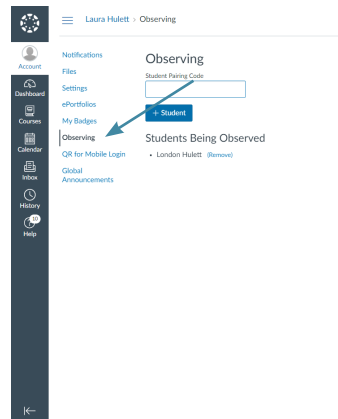 Laura Hulett > Observing
Account
Dashboard
Courses
Calendar
Inbox
History
10
Help
Notifications
Files
Settings
ePortfolios
My Badges
Observing
QR for Mobile Login
Global
Announcements
Observing
Student Pairing Code
+ Student
Students Being Observed
• London Hulett (Remove)